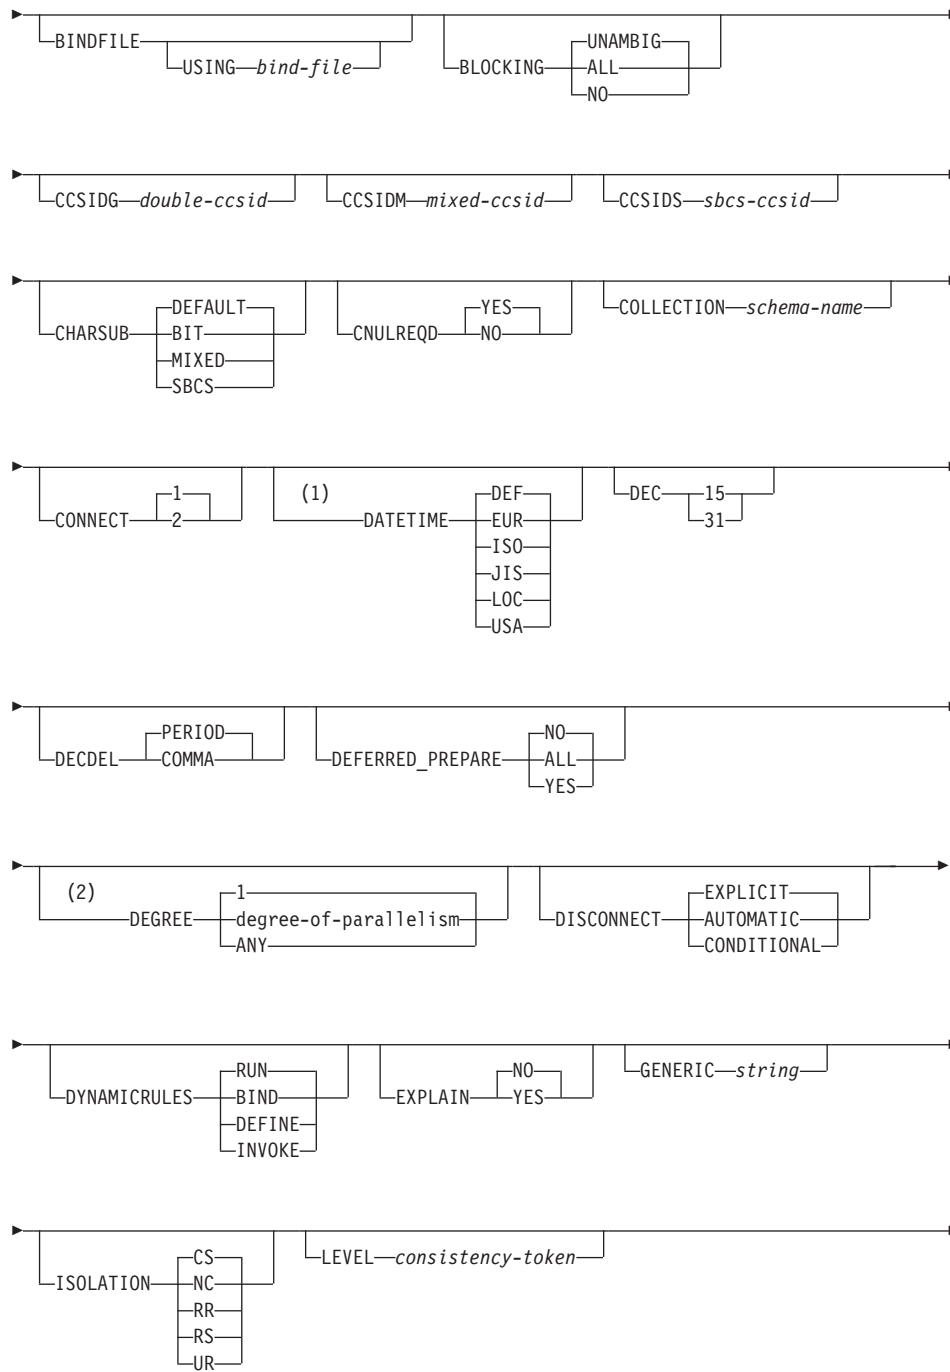 UNAMBIG
BINDFILE
USING bind-file
BLOCKING ALL
NO
CCSIDG double-ccsid CCSIDM mixed-ccsid CCSIDS sbcs-ccsid
DEFAULT YES COLLECTION schema-name
CHARSUB BIT CNULREQD NO
MIXED
SBCS
1 (1) DEF DEC 15
CONNECT 2 DATETIME EUR 31
ISO
JIS
LOC
USA
PERIOD NO
DECDEL COMMA DEFERRED_PREPARE ALL
YES
(2) 1 EXPLICIT
DEGREE degree-of-parallelism DISCONNECT AUTOMATIC
ANY CONDITIONAL
RUN NO GENERIC string
DYNAMICRULES BIND EXPLAIN YES
DEFINE
INVOKE
CS LEVEL consistency-token
ISOLATION NC
RR
RS
UR